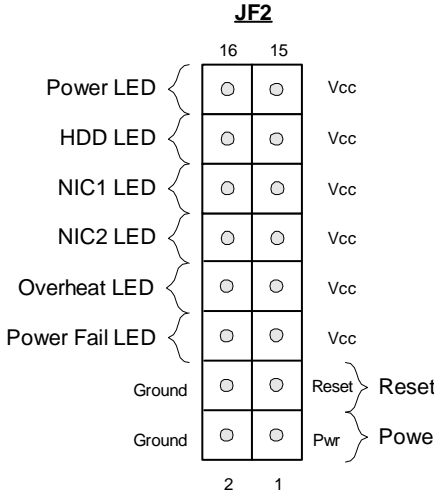 JF2
16 15
Power LED Vcc
HDD LED Vcc
NIC1 LED Vcc
NIC2 LED Vcc
Overheat LED Vcc
Power Fail LED Vcc
Ground Reset Reset
Ground Pwr Powe
2 1